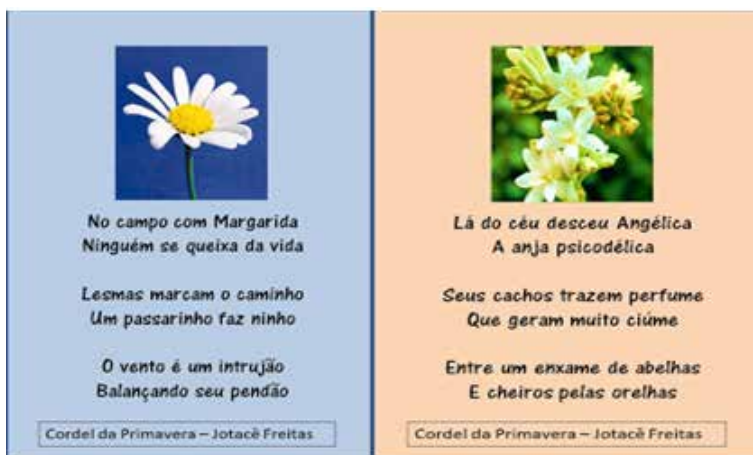 No campo com Margarida
Ninguém se queixa da vida
Lesmas marcam o caminho
Um passarinho faz ninho
O vento é um intrujão
Balançando seu pendão
Cordel da Primavera – Jotacê Freitas
Lá do céu desceu Angélica
A anja psicodélica
Seus cachos trazem perfume
Que geram muito ciúme
Entre um enxame de abelhas
E cheiros pelas orelhas
Cordel da Primavera – Jotacê Freitas